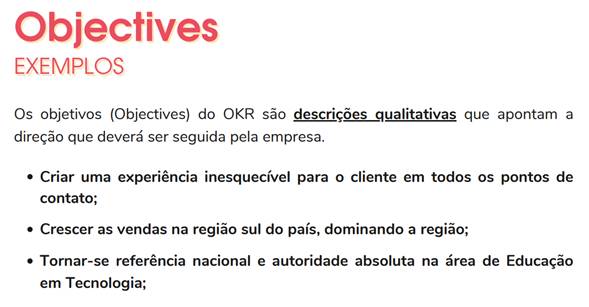 Objectives
EXEMPLOS
Os objetivos (Objectives) do OKR são descrições qualitativas que apontam a
direção que deverá ser seguida pela empresa.
• Criar uma experiência inesquecível para o cliente em todos os pontos de
contato;
• Crescer as vendas na região sul do país, dominando a região;
• Tornar-se referência nacional e autoridade absoluta na área de Educação
em Tecnologia;